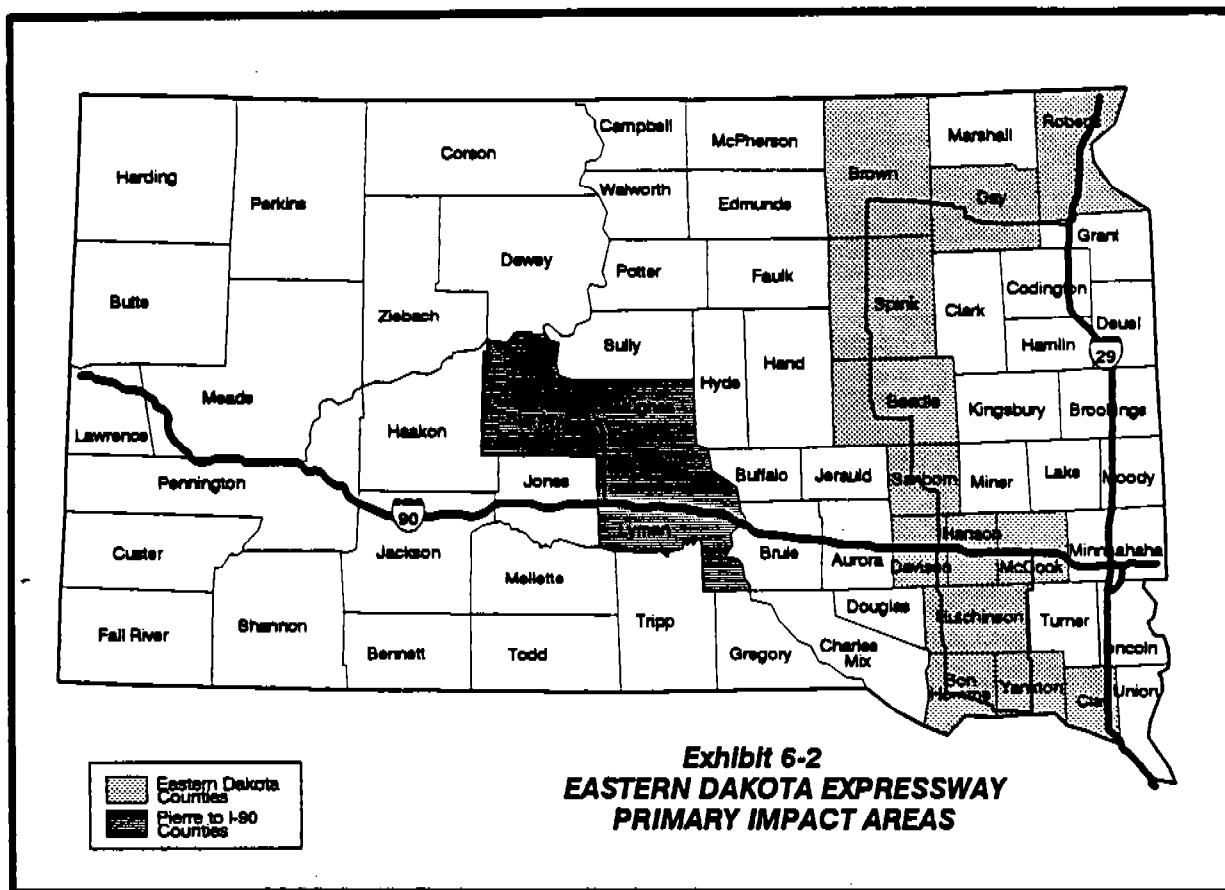 Harding
Perkins
Corson
Campbell
McPherson
Brown
Marshall
Roberts
Walworth
Edmunds
Day
Grant
Butte
Ziebach
Dewey
Potter
Faulk
Spink
Clark
Codington
Deuel
Hamlin
29
Sully
Hyde
Hand
Beadle
Kingsbury
Brookings
Lawrence
Meade
Haakon
Pennington
Jones
Buffalo
Jerauld
Sanborn
Miner
Lake
Moody
90
Lyman
Custer
Jackson
Mellette
Brule
Aurora
Davison
Hanson
McCook
Minnehaha
Fall River
Shannon
Bennett
Todd
Tripp
Gregory
Douglas
Charles
Mix
Hutchinson
Turner
Lincoln
Bon
Homme
Yankton
Clay
Union
Eastern Dakota
Counties
Pierre to I-90
Counties
Exhibit 6-2
EASTERN DAKOTA EXPRESSWAY
PRIMARY IMPACT AREAS